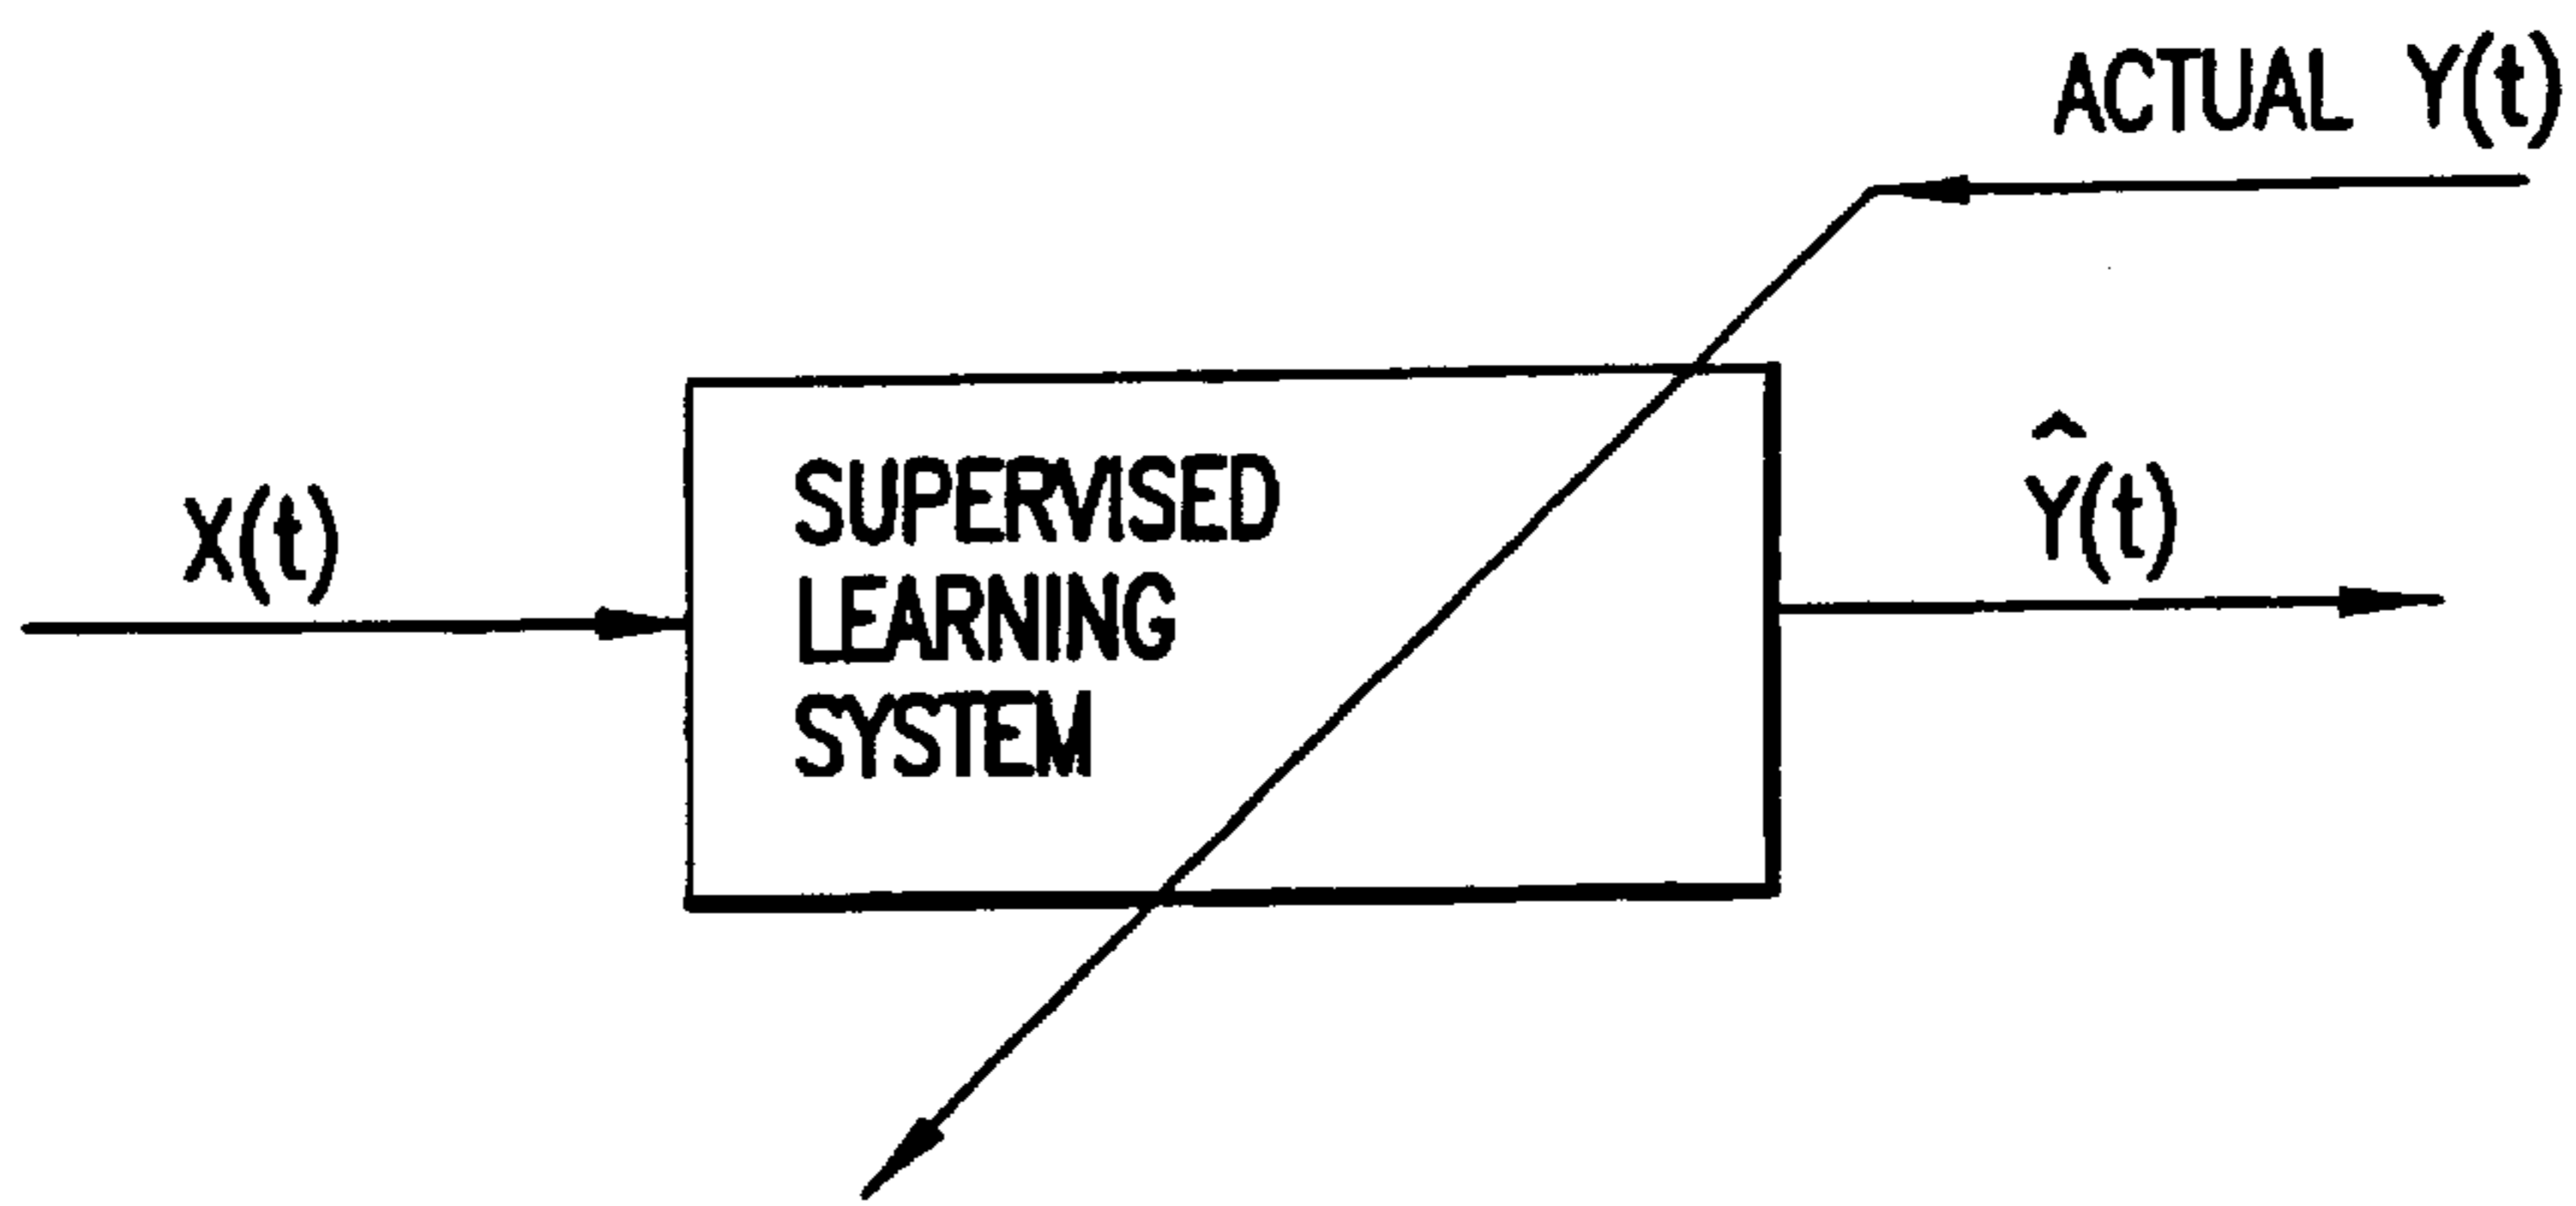 ACTUAL Y(t)
X(t)
SUPERVISED
LEARNING
SYSTEM
Ŷ(t)